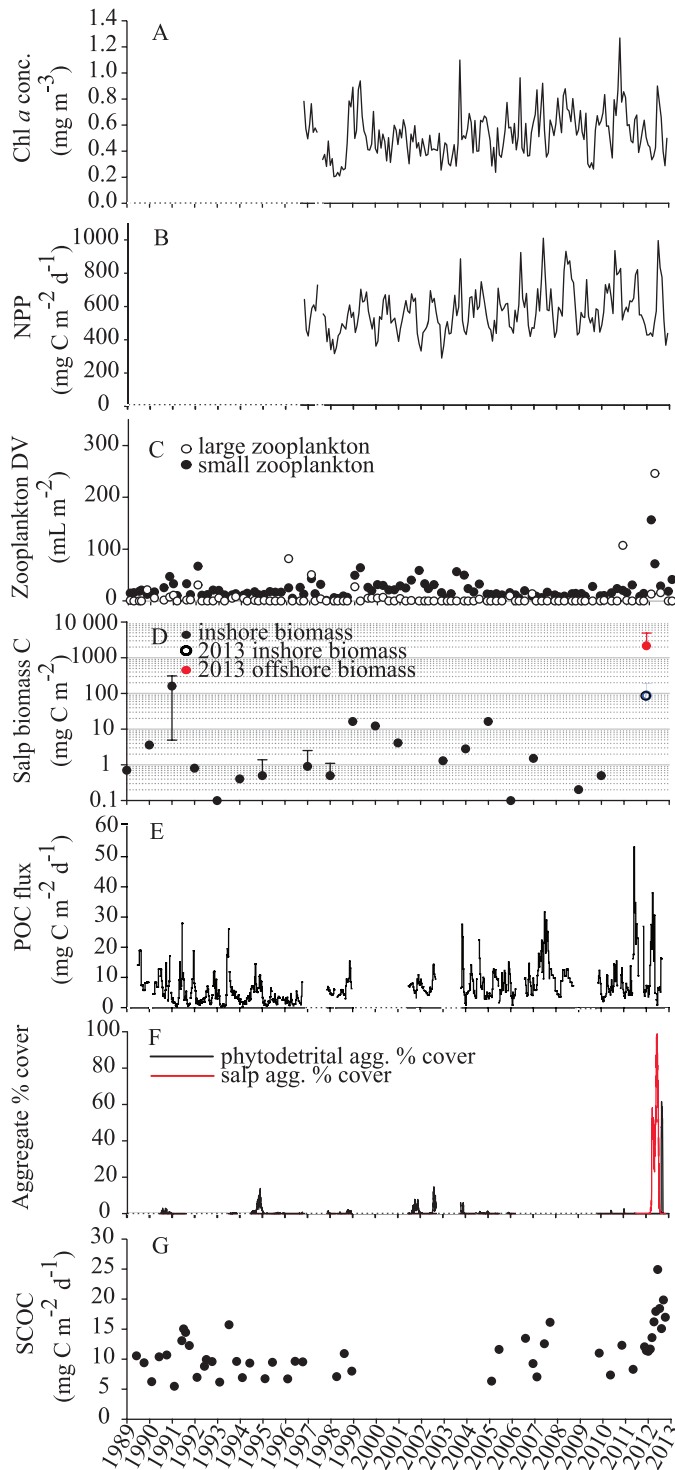 A
Chl a conc.
(mg m-3)
1.4
1.2
1.0
0.8
0.6
0.4
0.2
0.0
B
NPP
(mg C m-2 d-1)
1000
800
600
400
200
0
C
large zooplankton
small zooplankton
Zooplankton DV
(mL m-2)
300
200
100
0
D
inshore biomass
2013 inshore biomass
2013 offshore biomass
Salp biomass C
(mg C m-2)
10 000
1000
100
10
1
0.1
E
POC flux
(mg C m-2 d-1)
60
50
40
30
20
10
0
F
phytodetrital agg. % cover
salp agg. % cover
Aggregate % cover
100
80
60
40
20
0
G
SCOC
(mg C m-2 d-1)
30
25
20
15
10
5
0
1989 1990 1991 1992 1993 1994 1995 1996 1997 1998 1999 2000 2001 2002 2003 2004 2005 2006 2007 2008 2009 2010 2011 2012 2013